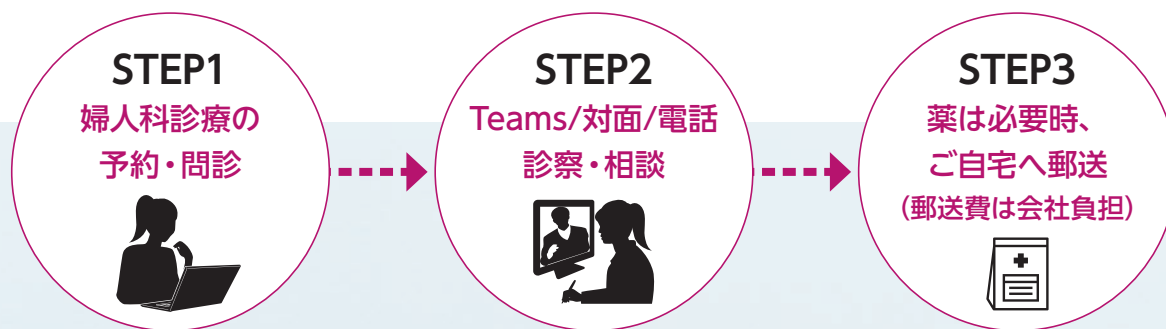 STEP1
婦人科診療の
予約・問診
STEP2
Teams/対面/電話
診察・相談
STEP3
薬は必要時、
ご自宅へ郵送
（郵送費は会社負担）